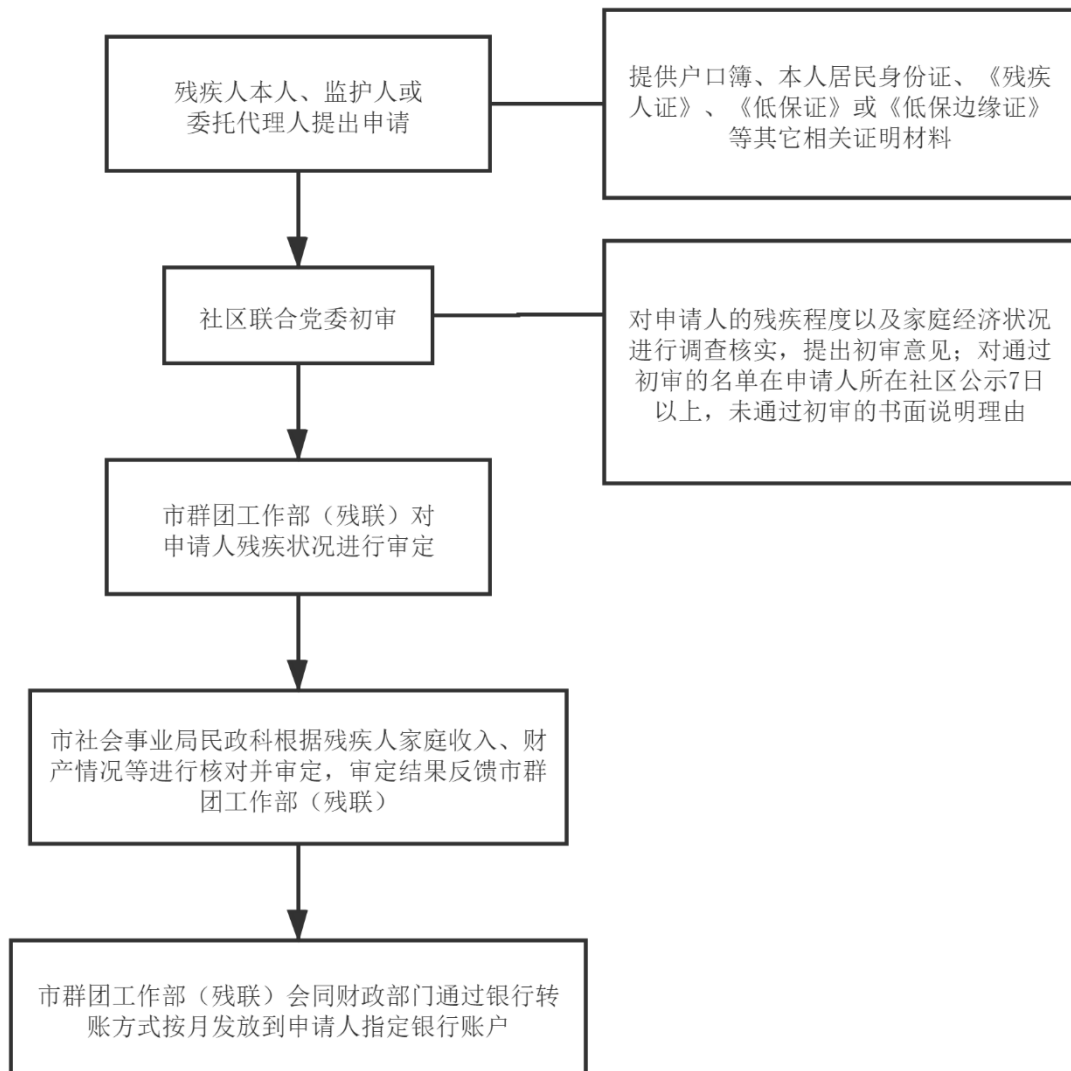 残疾人本人、监护人或
委托代理人提出申请
提供户口簿、本人居民身份证、《残疾
人证》、《低保证》或《低保边缘证》
等其它相关证明材料
社区联合党委初审
对申请人的残疾程度以及家庭经济状况
进行调查核实，提出初审意见；对通过
初审的名单在申请人所在社区公示7日
以上，未通过初审的书面说明理由
市群团工作部（残联）对
申请人残疾状况进行审定
市社会事业局民政科根据残疾人家庭收入、财
产情况等进行核对并审定，审定结果反馈市群
团工作部（残联）
市群团工作部（残联）会同财政部门通过银行转
账方式按月发放到申请人指定银行账户